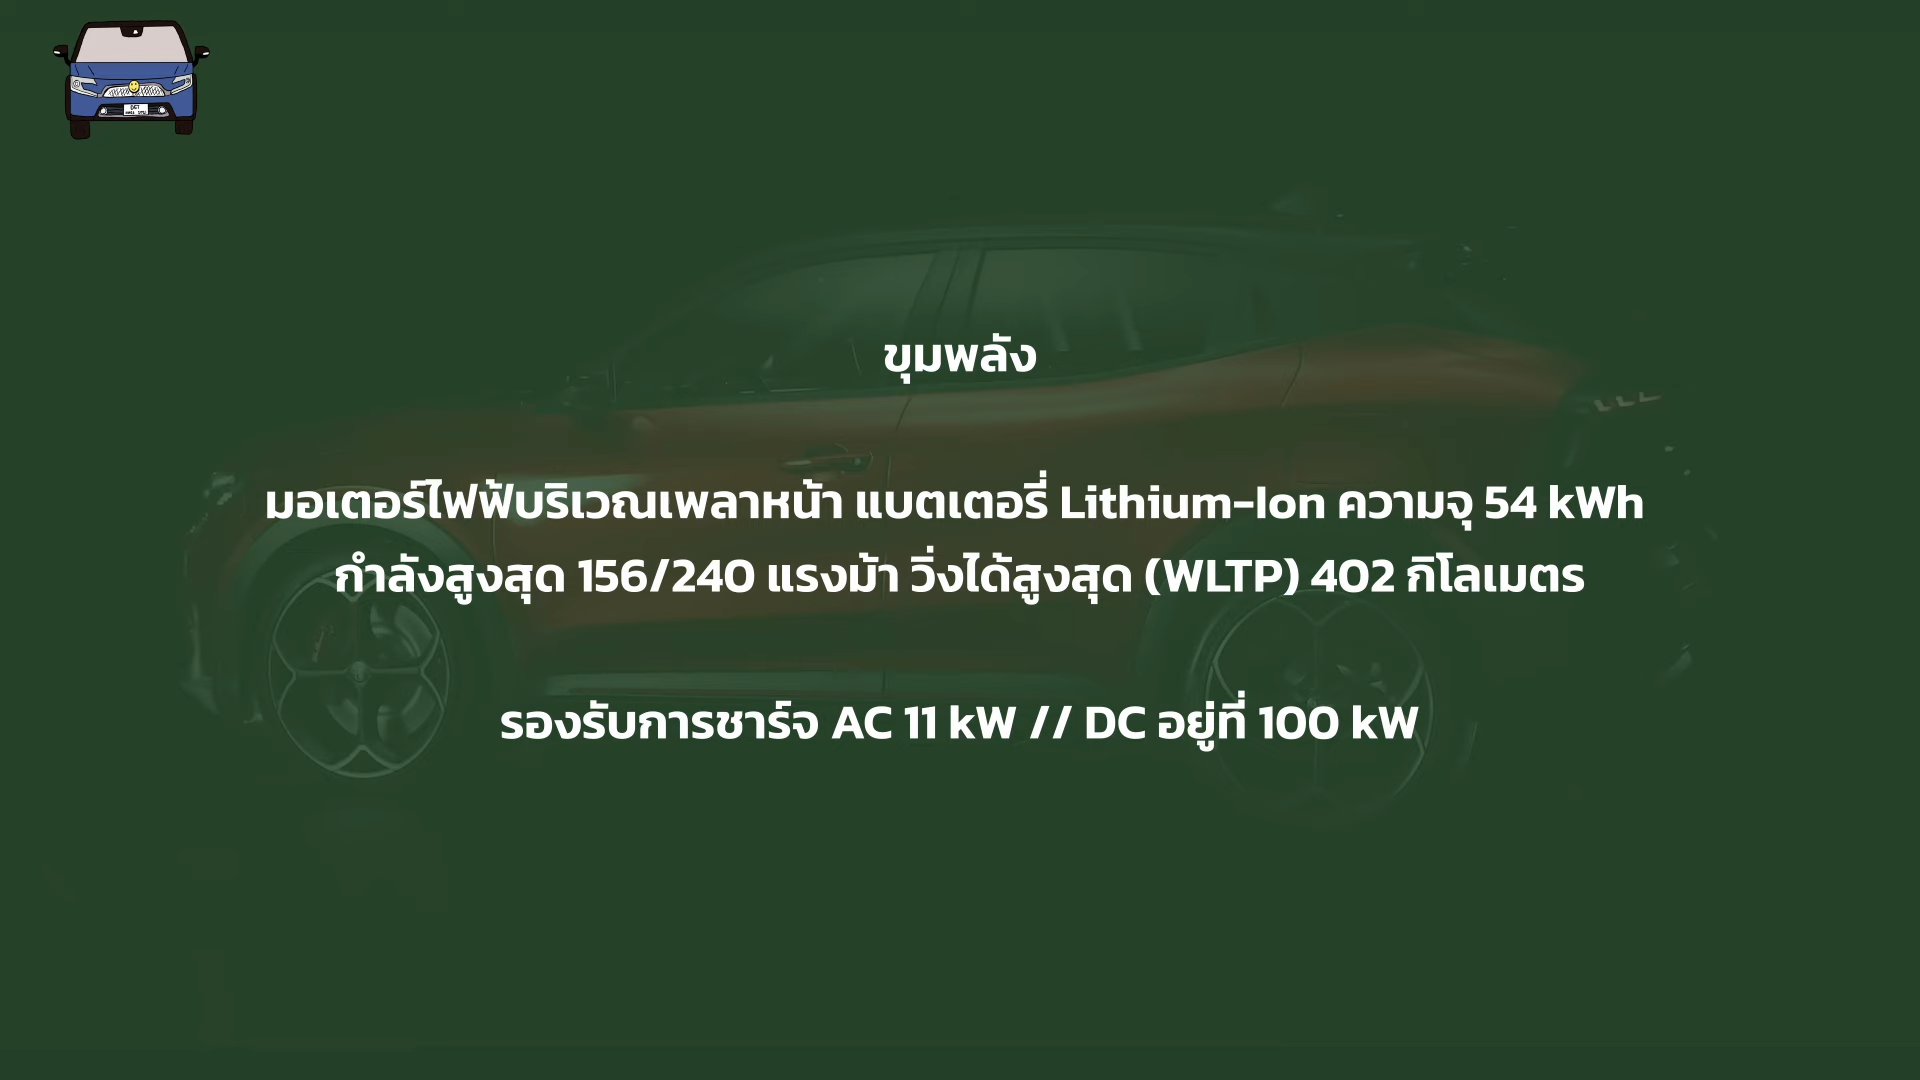 ขุมพลัง
มอเตอร์ไฟฟ้บริเวณเพลาหน้า แบตเตอรี่ Lithium-Ion ความจุ 54 kWh
กำลังสูงสุด 156/240 แรงม้า วิ่งได้สูงสุด (WLTP) 402 กิโลเมตร
รองรับการชาร์จ AC 11 kW // DC อยู่ที่ 100 kW